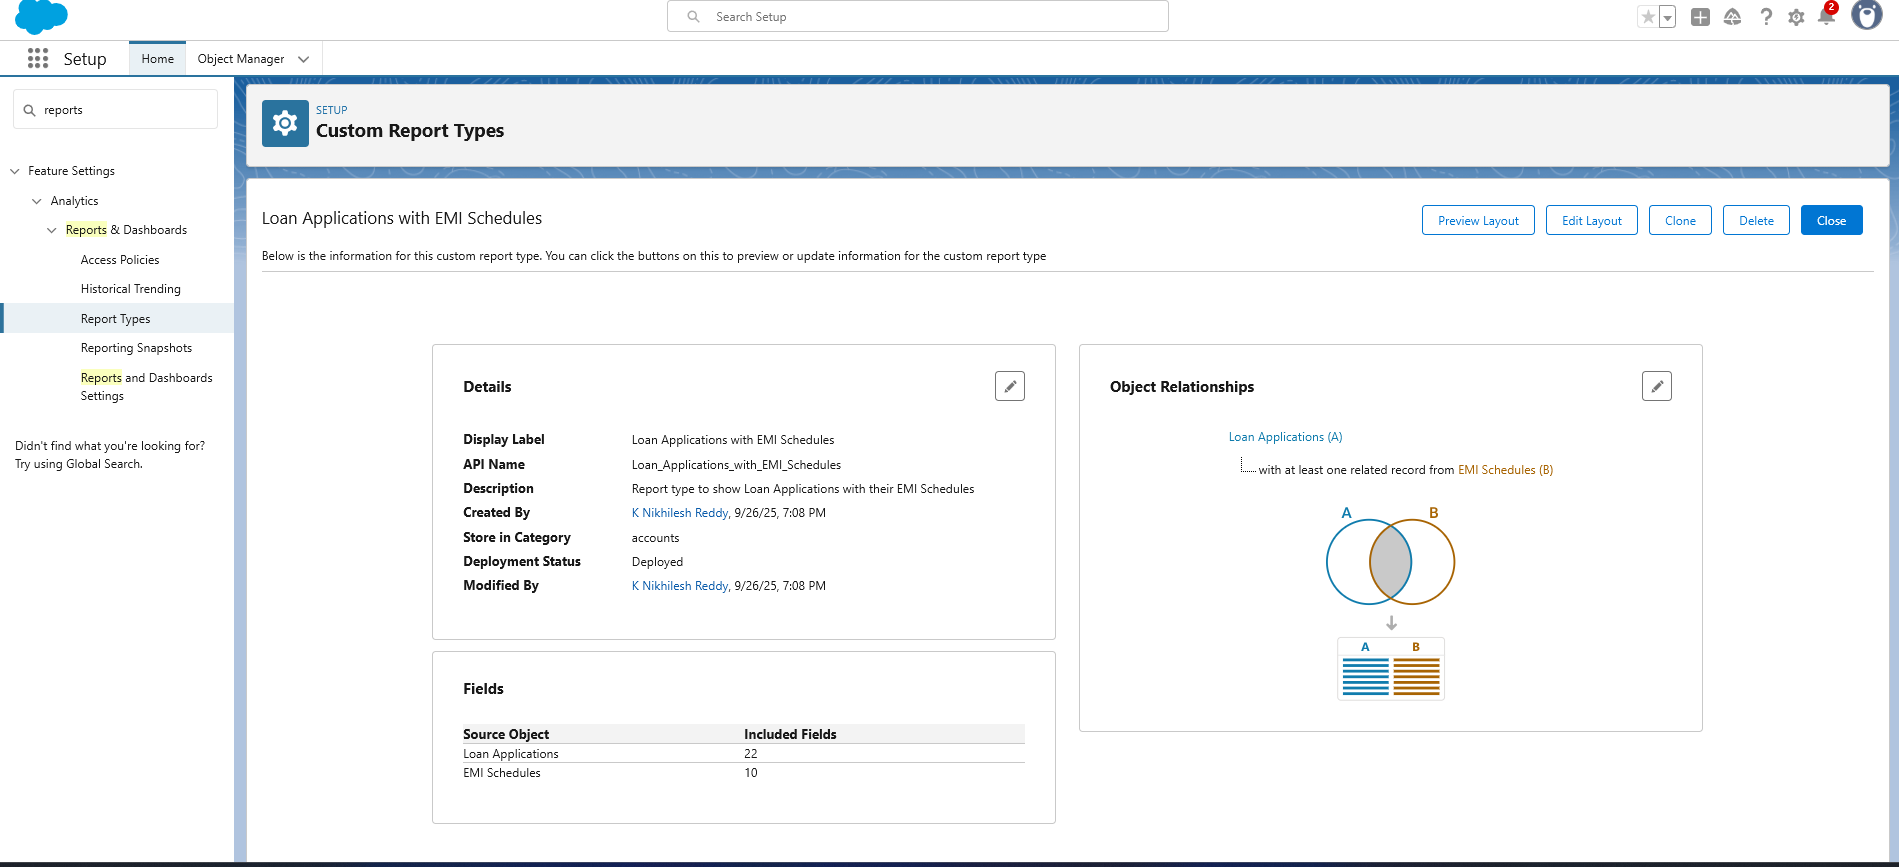 Search Setup
2
Setup
Home
Object Manager
reports
Feature Settings
Analytics
Reports & Dashboards
Access Policies
Historical Trending
Report Types
Reporting Snapshots
Reports and Dashboards
Settings
Didn't find what you're looking for?
Try using Global Search.
SETUP
Custom Report Types
Loan Applications with EMI Schedules
Preview Layout
Edit Layout
Clone
Delete
Close
Below is the information for this custom report type. You can click the buttons on this to preview or update information for the custom report type
Details
Display Label Loan Applications with EMI Schedules
API Name Loan_Applications_with_EMI_Schedules
Description Report type to show Loan Applications with their EMI Schedules
Created By K Nikhilesh Reddy, 9/26/25, 7:08 PM
Store in Category accounts
Deployment Status Deployed
Modified By K Nikhilesh Reddy, 9/26/25, 7:08 PM
Fields
Source Object Included Fields
Loan Applications 22
EMI Schedules 10
Object Relationships
Loan Applications (A)
with at least one related record from EMI Schedules (B)
A B
A B